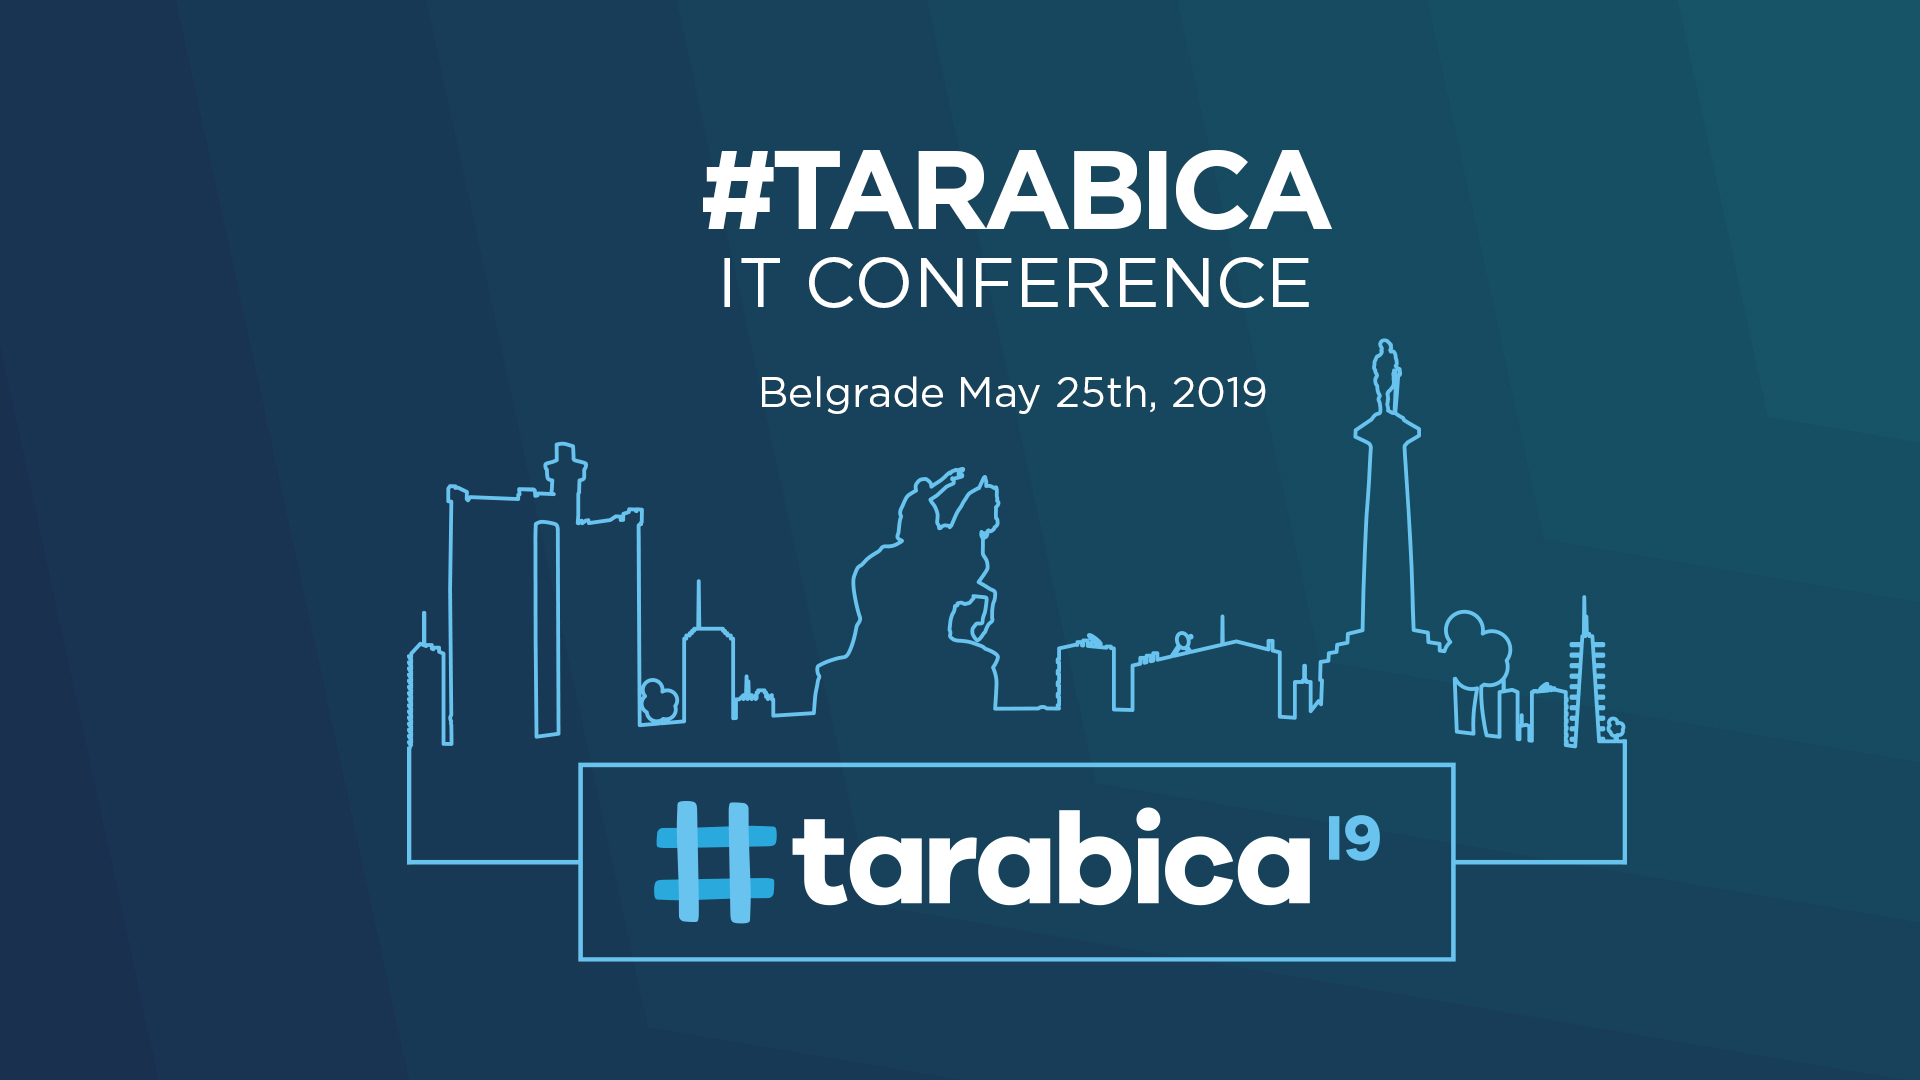 #TARABICA
IT CONFERENCE
Belgrade May 25th, 2019
#tarabica19